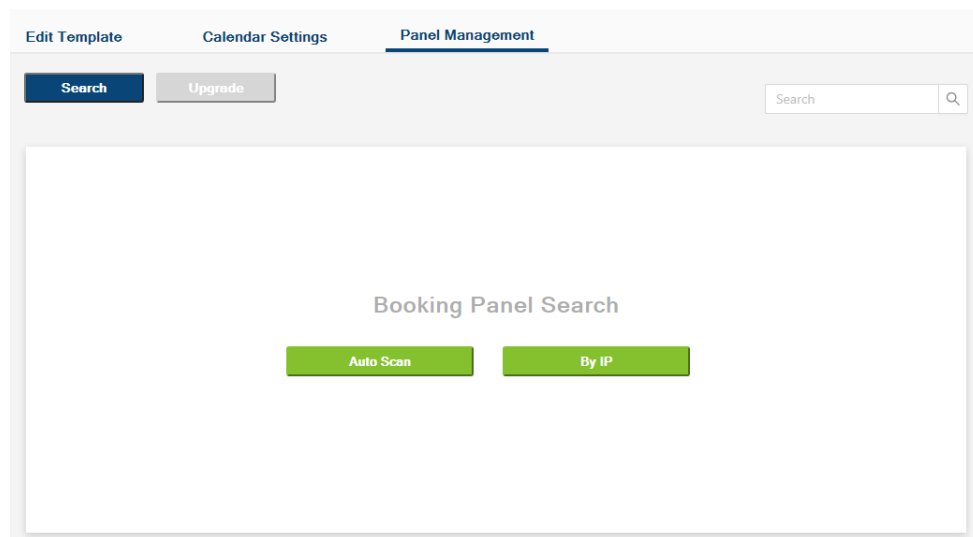 Edit Template Calendar Settings Panel Management
Search Upgrade
Search
Booking Panel Search
Auto Scan By IP